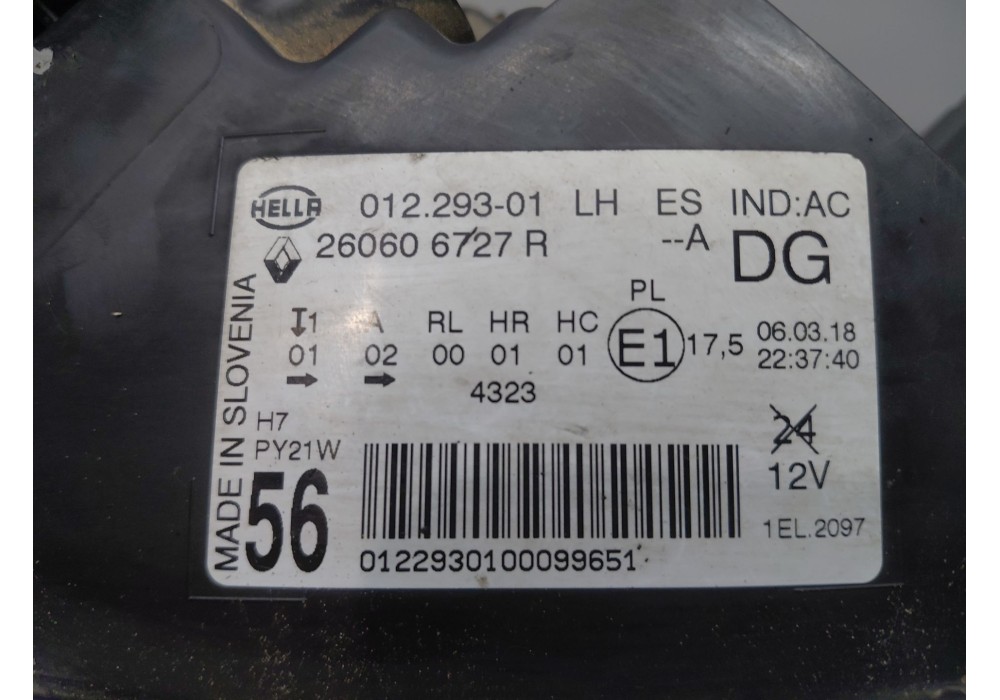 HELLA 012.293-01 LH ES IND:AC
26060 6727 R --A DG
MADE IN SLOVENIA
PL
1 A RL HR HC E1 17,5 06.03.18
01 02 00 01 01 22:37:40
4323
H7
PY21W
24
12V
56
1EL.2097
0122930100099651